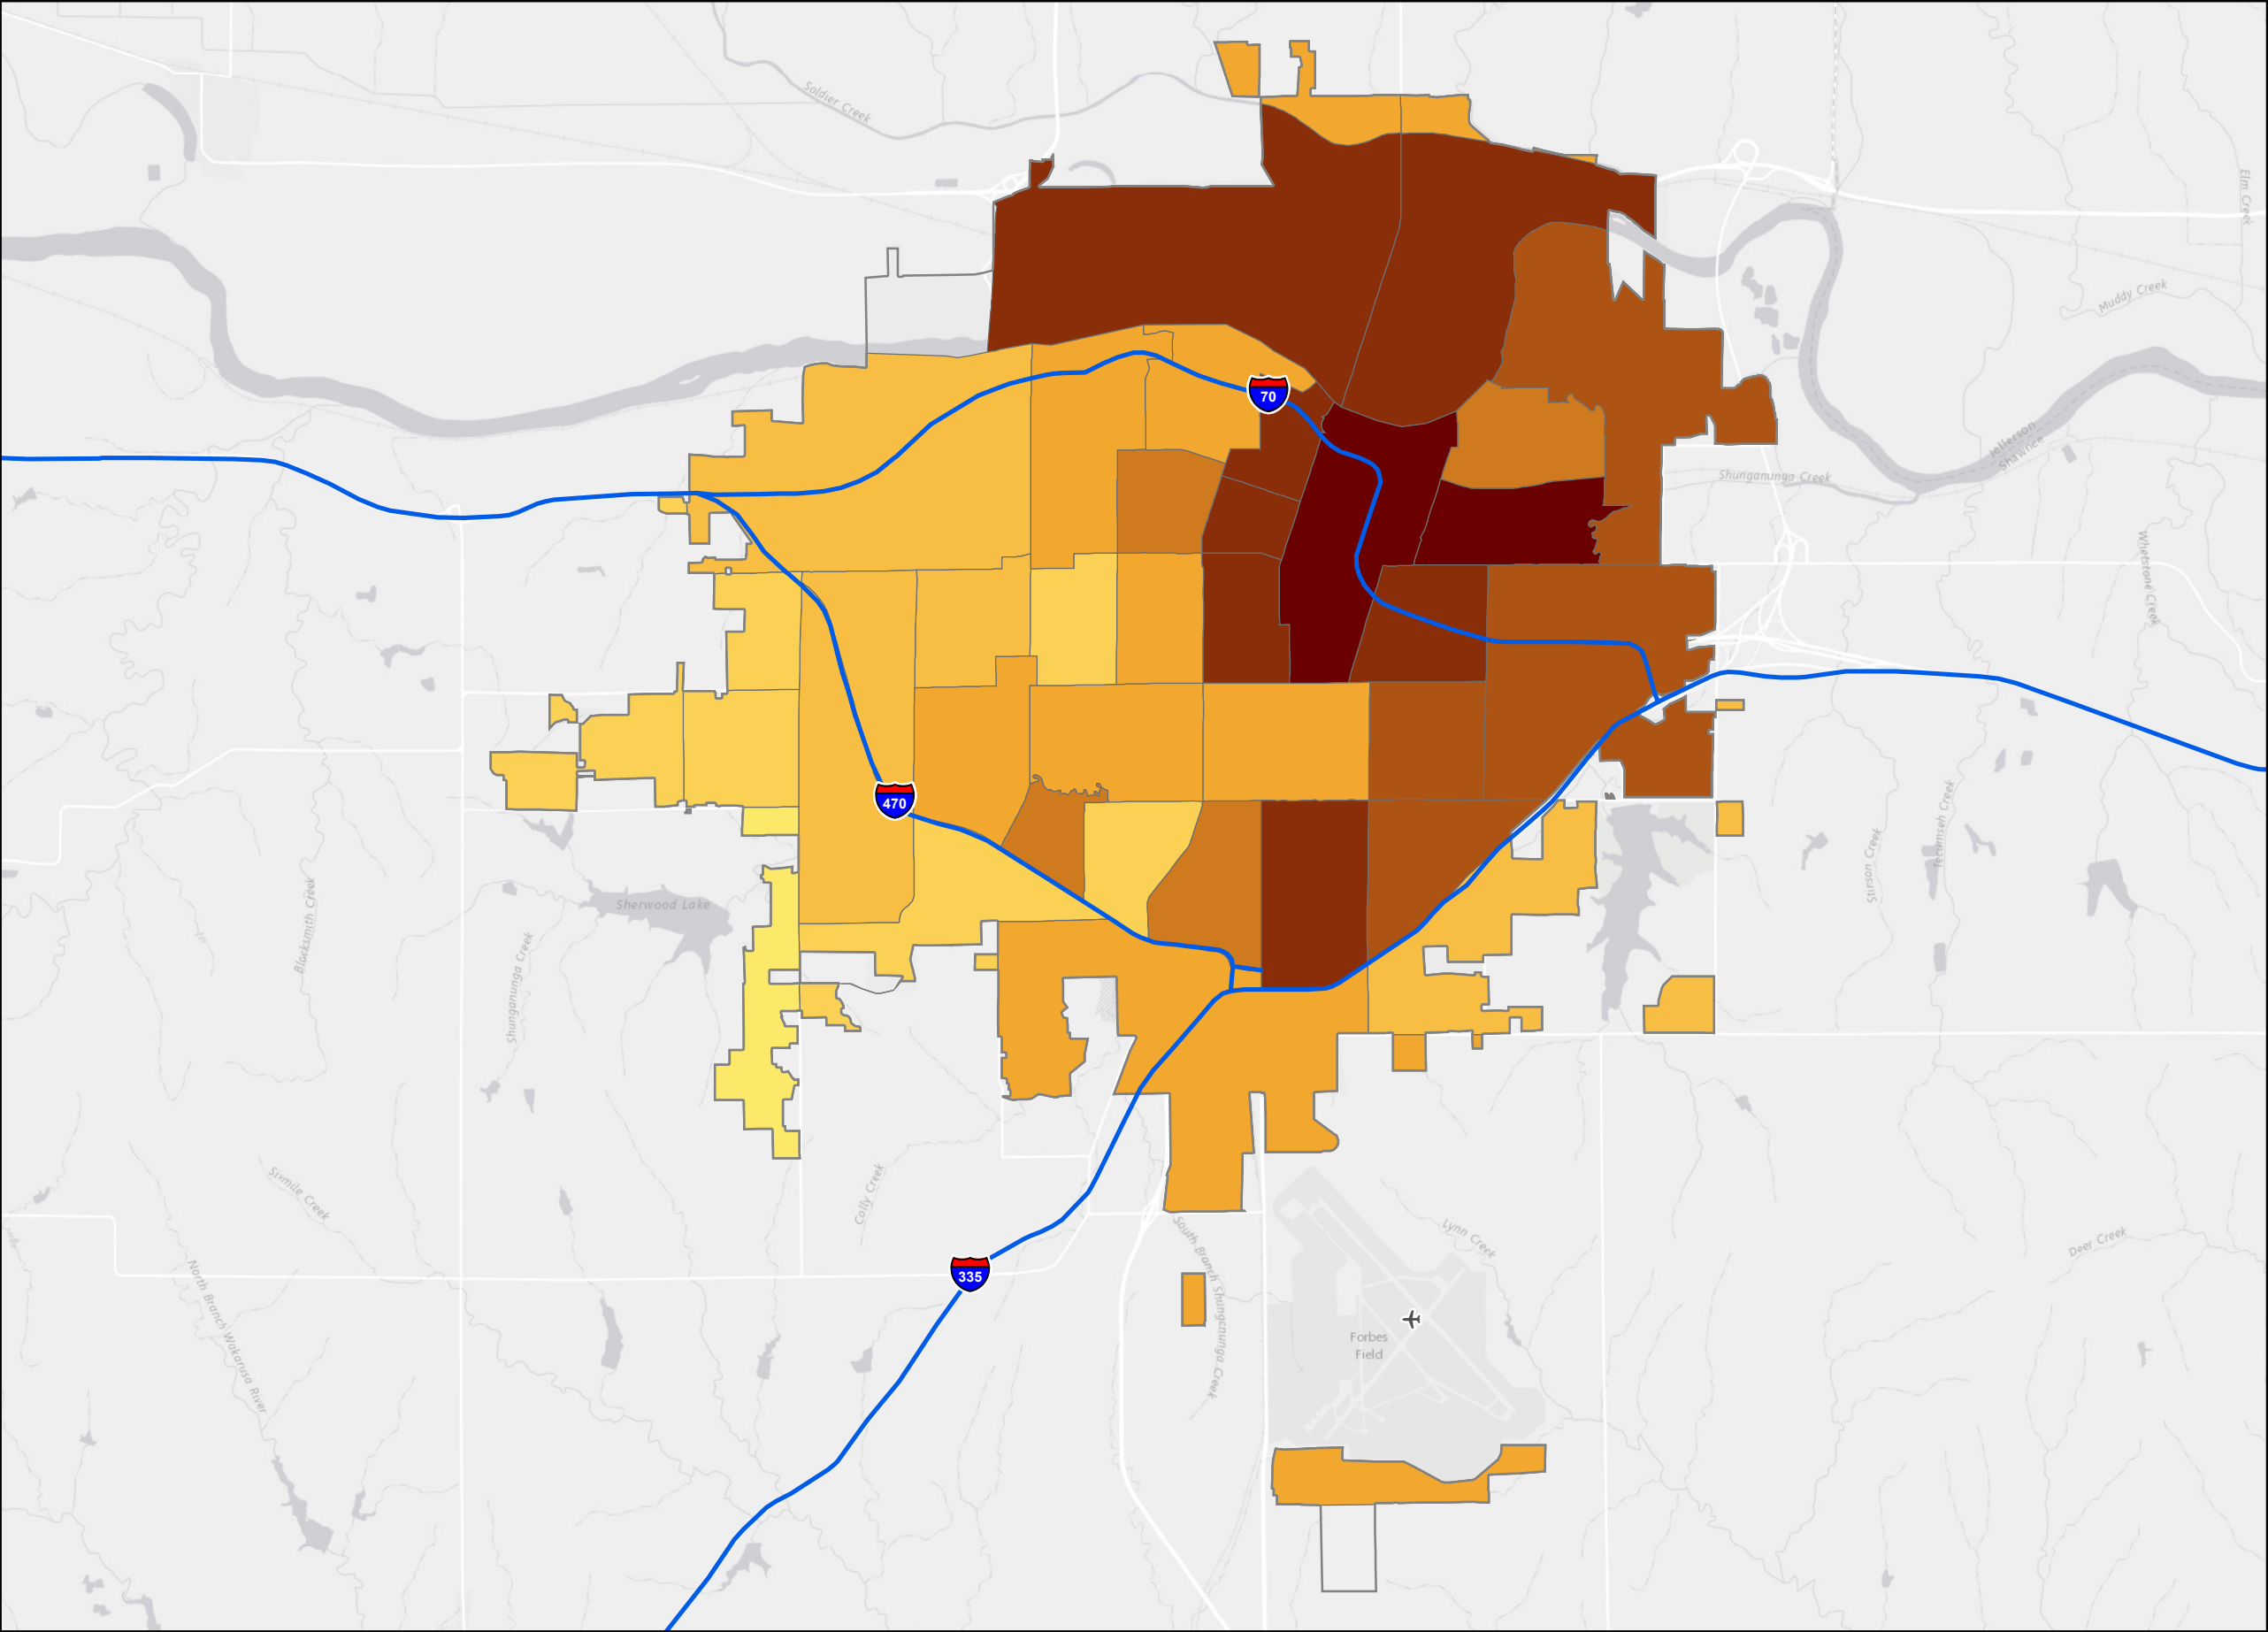 Soldier Creek
Elm Creek
Muddy Creek
70
Jefferson
Shawnee
Shunganunga Creek
Whetstone Creek
470
Tecumseh Creek
Stinson Creek
Blacksmith Creek
Sherwood Lake
Shunganunga Creek
Sixmile Creek
Colly Creek
South Branch Shunganunga Creek
Lynn Creek
Deer Creek
North Branch Wakarusa River
335
Forbes
Field